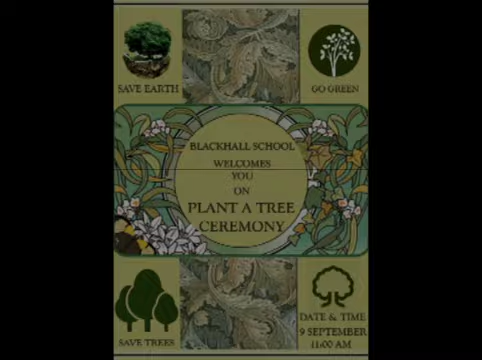 SAVE EARTH
GO GREEN
BLACKHALL SCHOOL
WELCOMES
YOU
ON
PLANT A TREE
CEREMONY
SAVE TREES
DATE & TIME
9 SEPTEMBER
11:00 AM